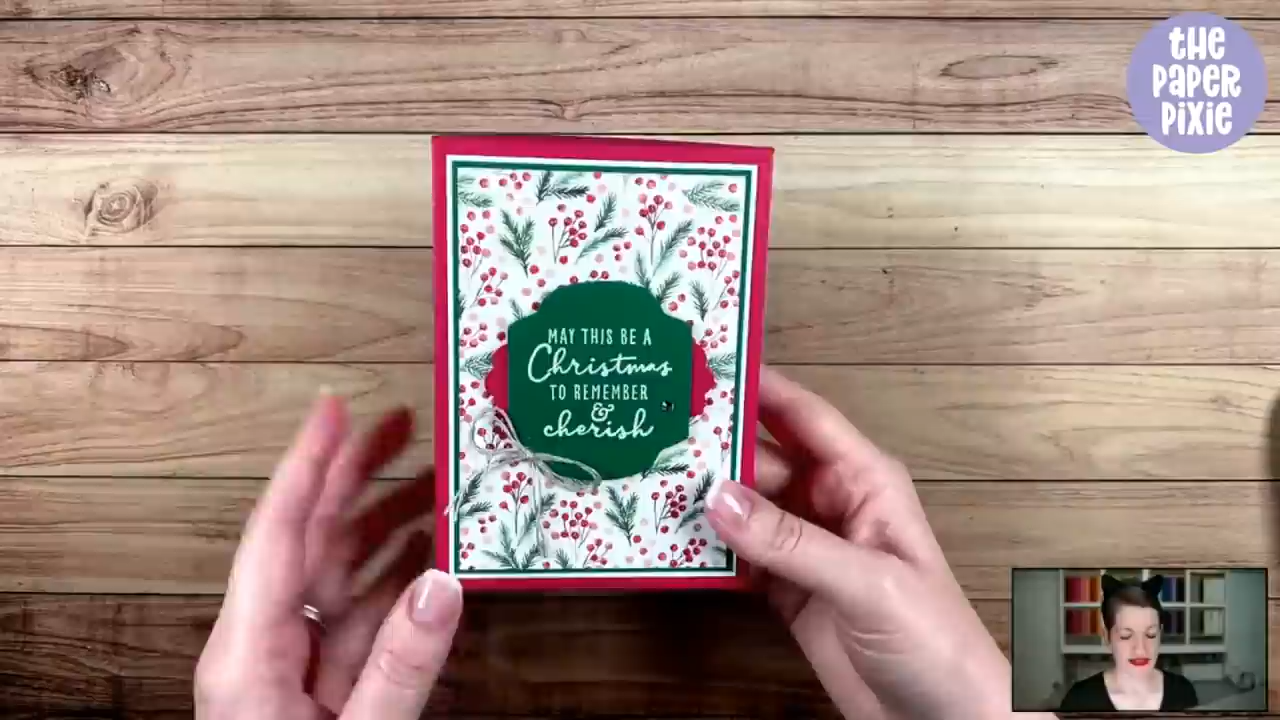 the
paper
pixie
MAY THIS BE A
Christmas
TO REMEMBER
&
cherish